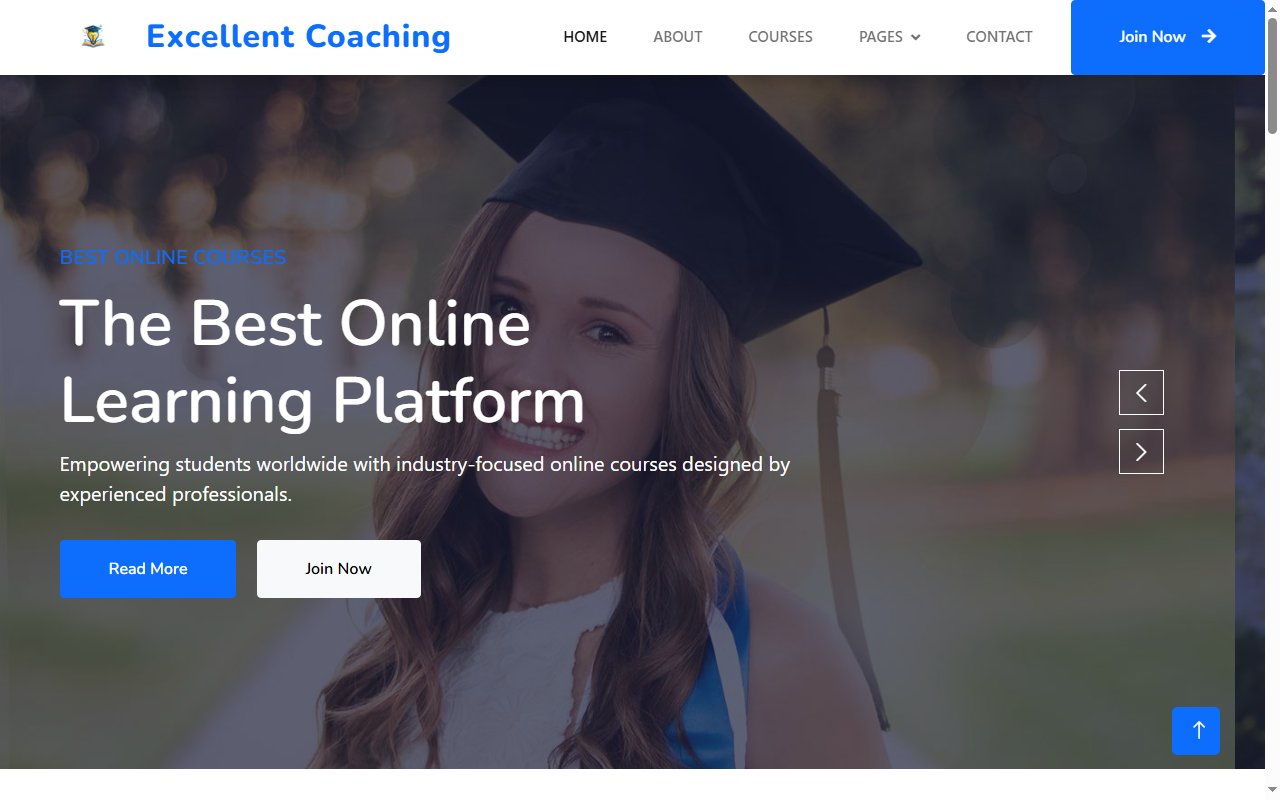 Excellent Coaching
HOME
ABOUT
COURSES
PAGES
CONTACT
Join Now
BEST ONLINE COURSES
The Best Online
Learning Platform
Empowering students worldwide with industry-focused online courses designed by
experienced professionals.
Read More
Join Now